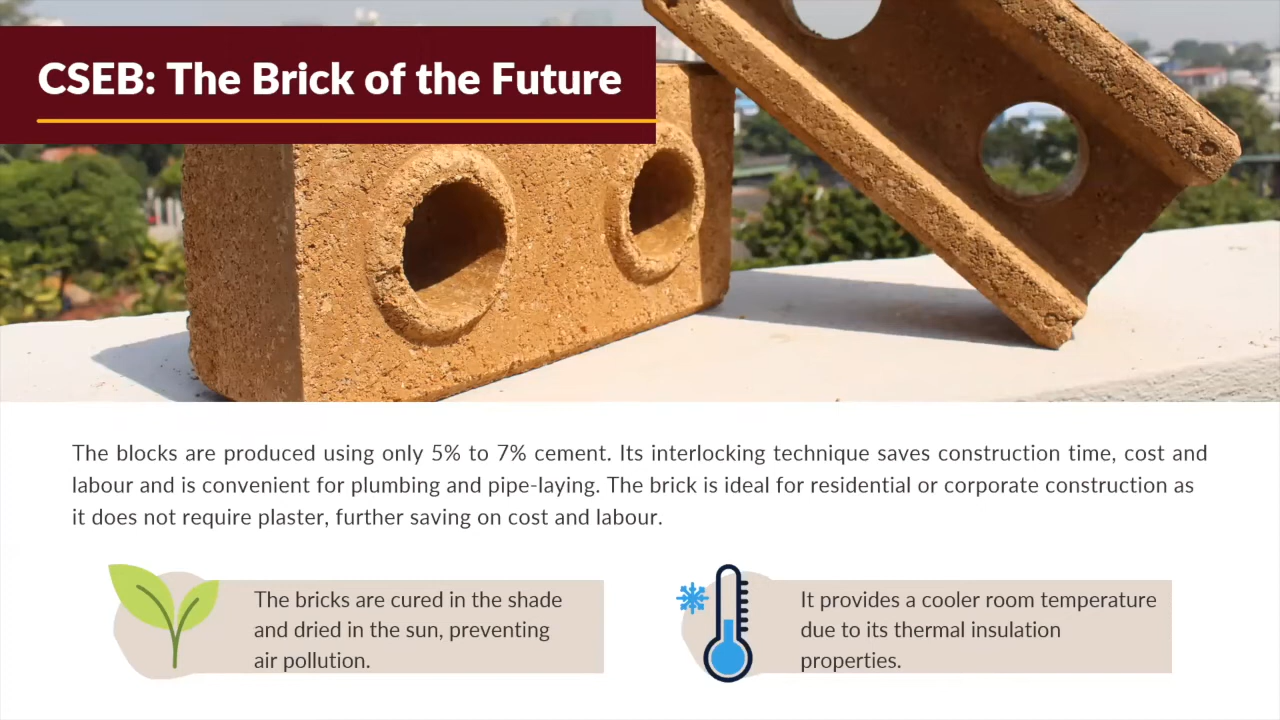 CSEB: The Brick of the Future
The blocks are produced using only 5% to 7% cement. Its interlocking technique saves construction time, cost and
labour and is convenient for plumbing and pipe-laying. The brick is ideal for residential or corporate construction as
it does not require plaster, further saving on cost and labour.
The bricks are cured in the shade
and dried in the sun, preventing
air pollution.
It provides a cooler room temperature
due to its thermal insulation
properties.